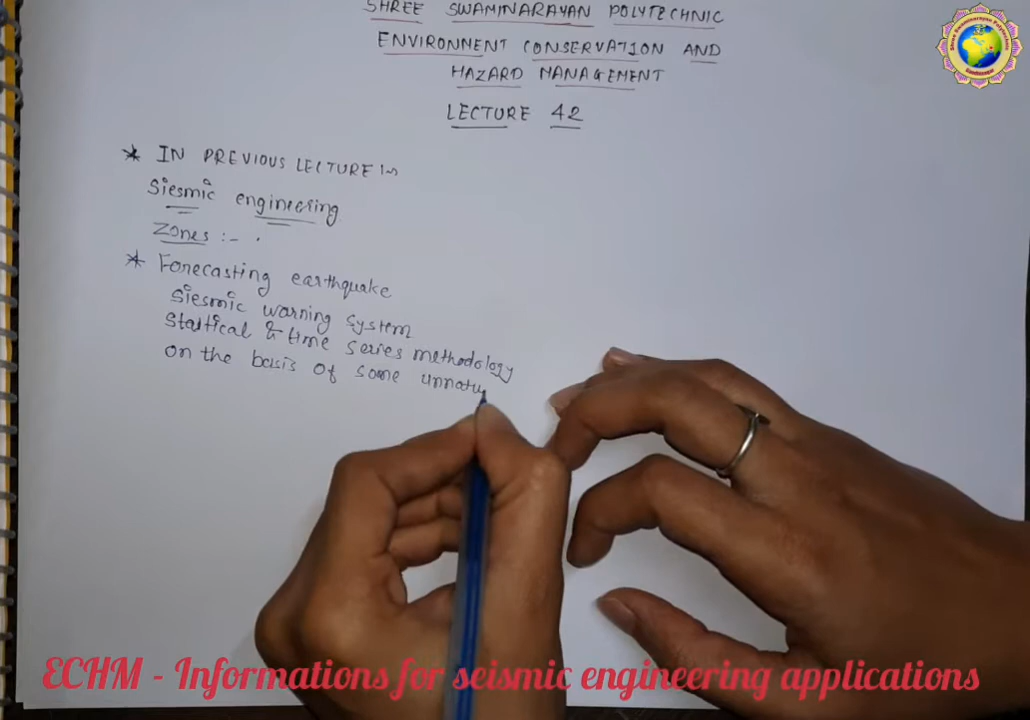 SHREE SWAMINARAYAN POLYTECHNIC
ENVIRONMENT CONSERVATION AND
HAZARD MANAGEMENT
LECTURE 42
* IN PREVIOUS LECTURE :~
Siesmic engineering
Zones :- .
* Forecasting earthquake
Siesmic warning system
Statfical & time series methodology
on the basis of some unnatu
ECHM - Informations for seismic engineering applications